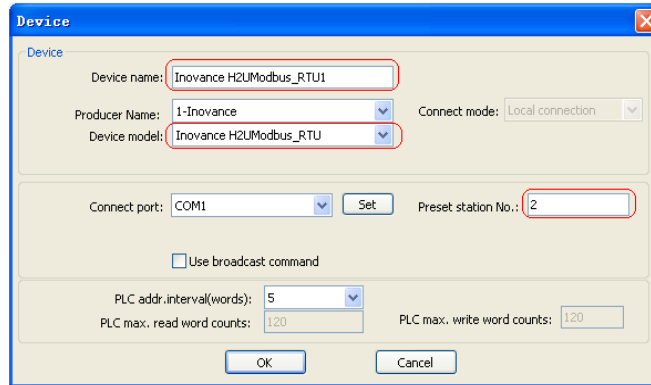 Device
Device
Device name: Inovance H2UModbus_RTU1
Producer Name: 1-Inovance Connect mode: Local connection
Device model: Inovance H2UModbus_RTU
Connect port: COM1 Set Preset station No.: 2
Use broadcast command
PLC addr.interval(words): 5
PLC max. read word counts: 120 PLC max. write word counts: 120
OK Cancel